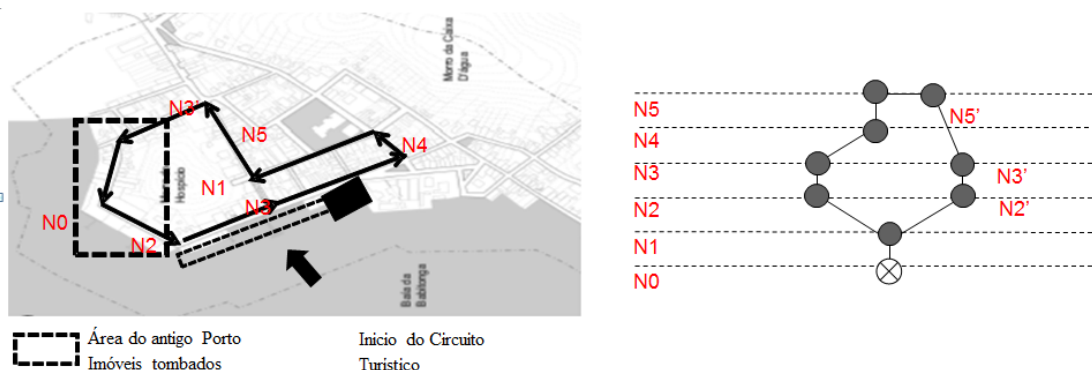 Morro da Caixa
D'água
N3'
N5
N4
N1
Hospício
N3
N0
N2
Baía da
Babitonga
Área do antigo Porto
Imóveis tombados
Inicio do Circuito
Turístico
N5
N5'
N4
N3
N3'
N2
N2'
N1
N0